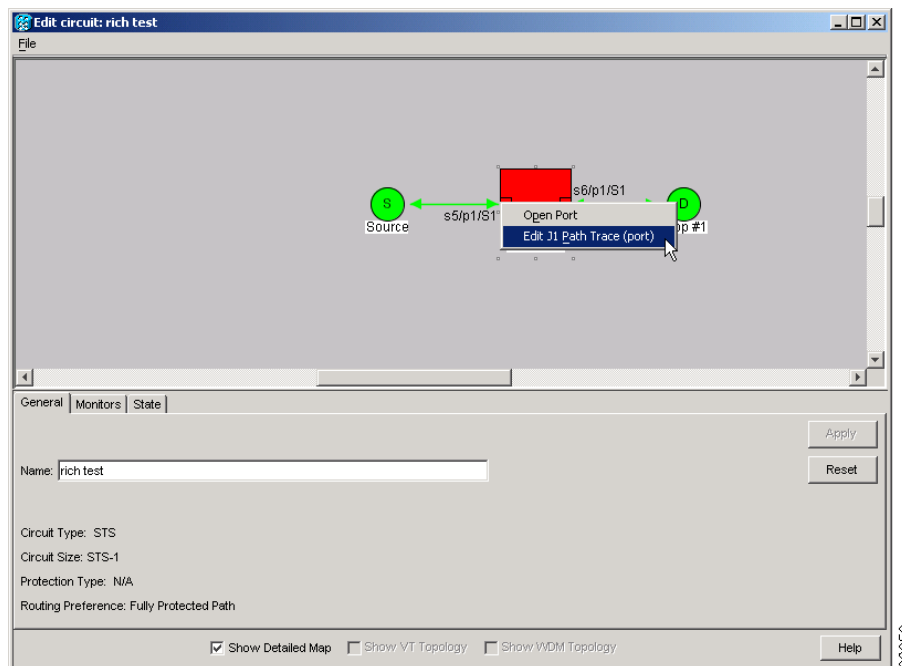 Edit circuit: rich test
File
s6/p1/S1
S
D
s5/p1/S1
Source
Open Port
Edit J1 Path Trace (port)
op #1
General Monitors State
Apply
Name: rich test
Reset
Circuit Type: STS
Circuit Size: STS-1
Protection Type: N/A
Routing Preference: Fully Protected Path
Show Detailed Map Show VT Topology Show WDM Topology Help